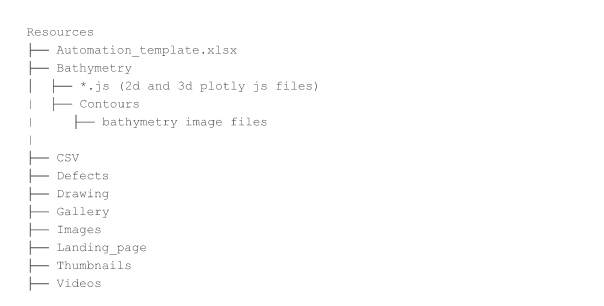 Resources
├── Automation_template.xlsx
├── Bathymetry
│   ├── *.js (2d and 3d plotly js files)
|   ├── Contours
|      ├── bathymetry image files
|
├── CSV
├── Defects
├── Drawing
├── Gallery
├── Images
├── Landing_page
├── Thumbnails
├── Videos